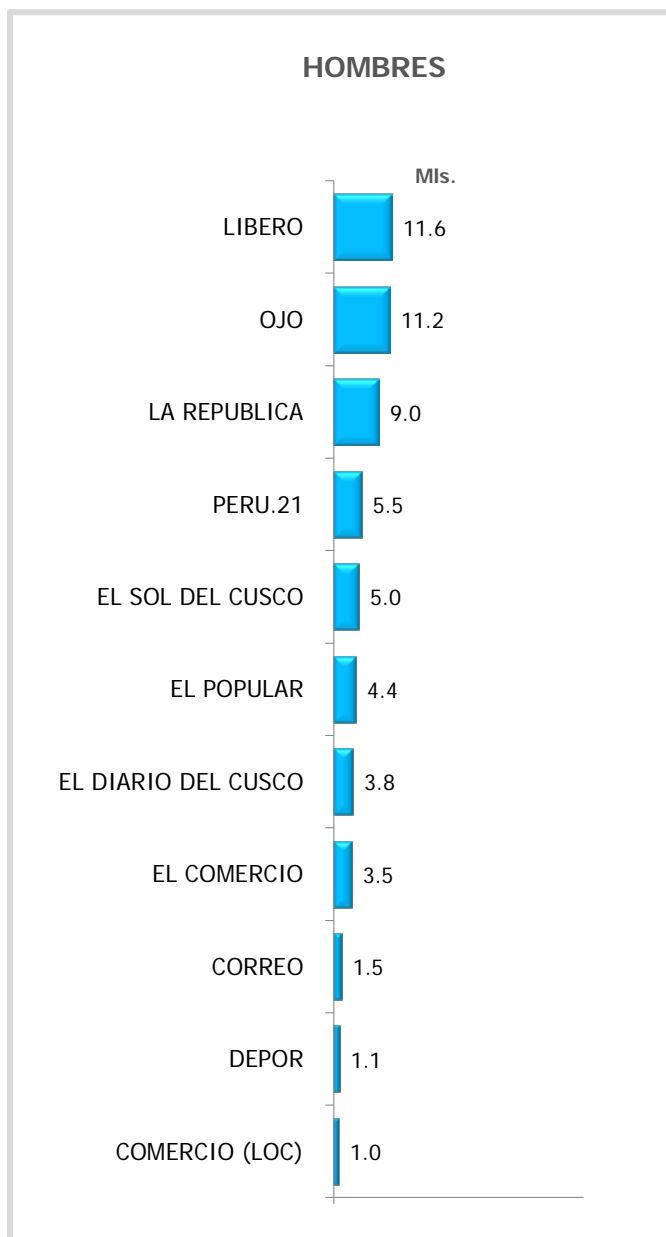 HOMBRES
Mls.
LIBERO 11.6
OJO 11.2
LA REPUBLICA 9.0
PERU.21 5.5
EL SOL DEL CUSCO 5.0
EL POPULAR 4.4
EL DIARIO DEL CUSCO 3.8
EL COMERCIO 3.5
CORREO 1.5
DEPOR 1.1
COMERCIO (LOC) 1.0